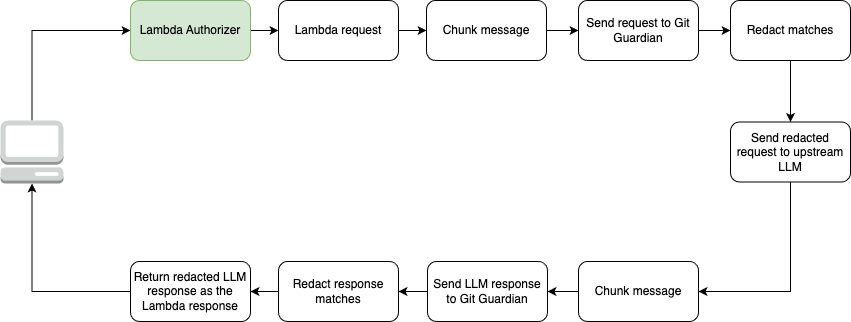 Lambda Authorizer
Lambda request
Chunk message
Send request to Git
Guardian
Redact matches
Send redacted
request to upstream
LLM
Return redacted LLM
response as the
Lambda response
Redact response
matches
Send LLM response
to Git Guardian
Chunk message